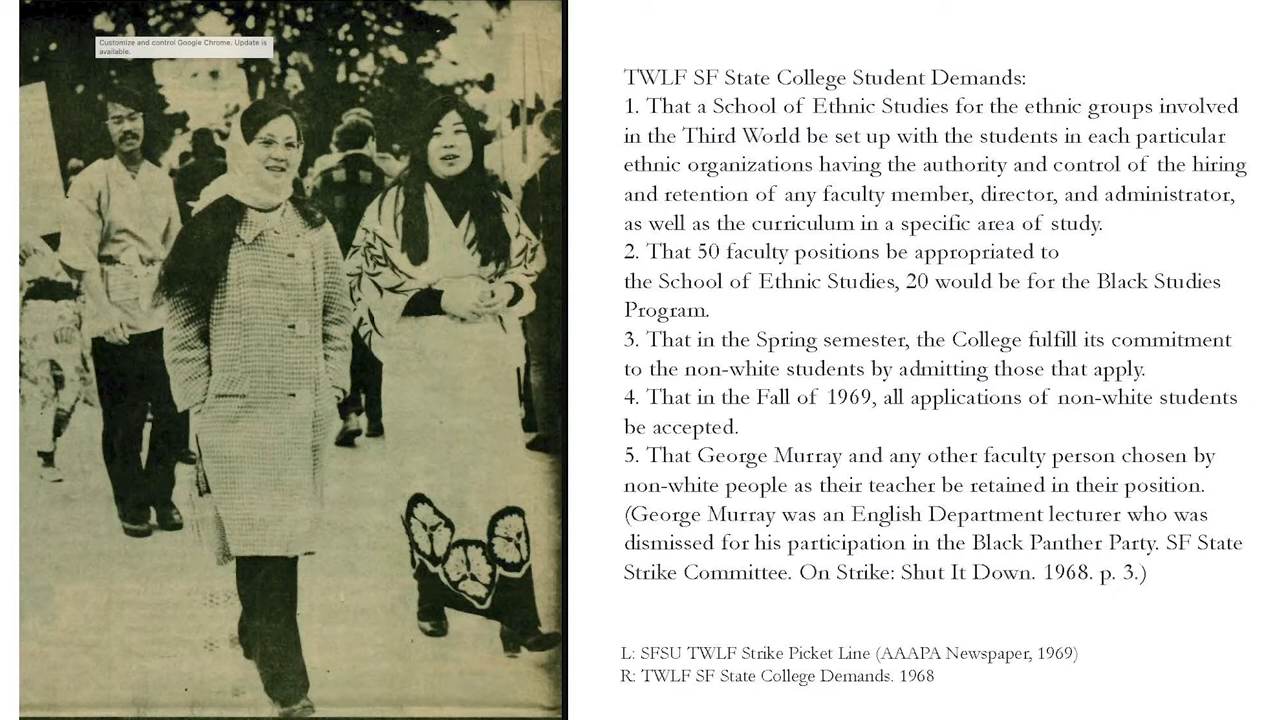 Customize and control Google Chrome. Update is
available.
TWLF SF State College Student Demands:
1. That a School of Ethnic Studies for the ethnic groups involved
in the Third World be set up with the students in each particular
ethnic organizations having the authority and control of the hiring
and retention of any faculty member, director, and administrator,
as well as the curriculum in a specific area of study.
2. That 50 faculty positions be appropriated to
the School of Ethnic Studies, 20 would be for the Black Studies
Program.
3. That in the Spring semester, the College fulfill its commitment
to the non-white students by admitting those that apply.
4. That in the Fall of 1969, all applications of non-white students
be accepted.
5. That George Murray and any other faculty person chosen by
non-white people as their teacher be retained in their position.
(George Murray was an English Department lecturer who was
dismissed for his participation in the Black Panther Party. SF State
Strike Committee. On Strike: Shut It Down. 1968. p. 3.)
L: SFSU TWLF Strike Picket Line (AAAPA Newspaper, 1969)
R: TWLF SF State College Demands. 1968